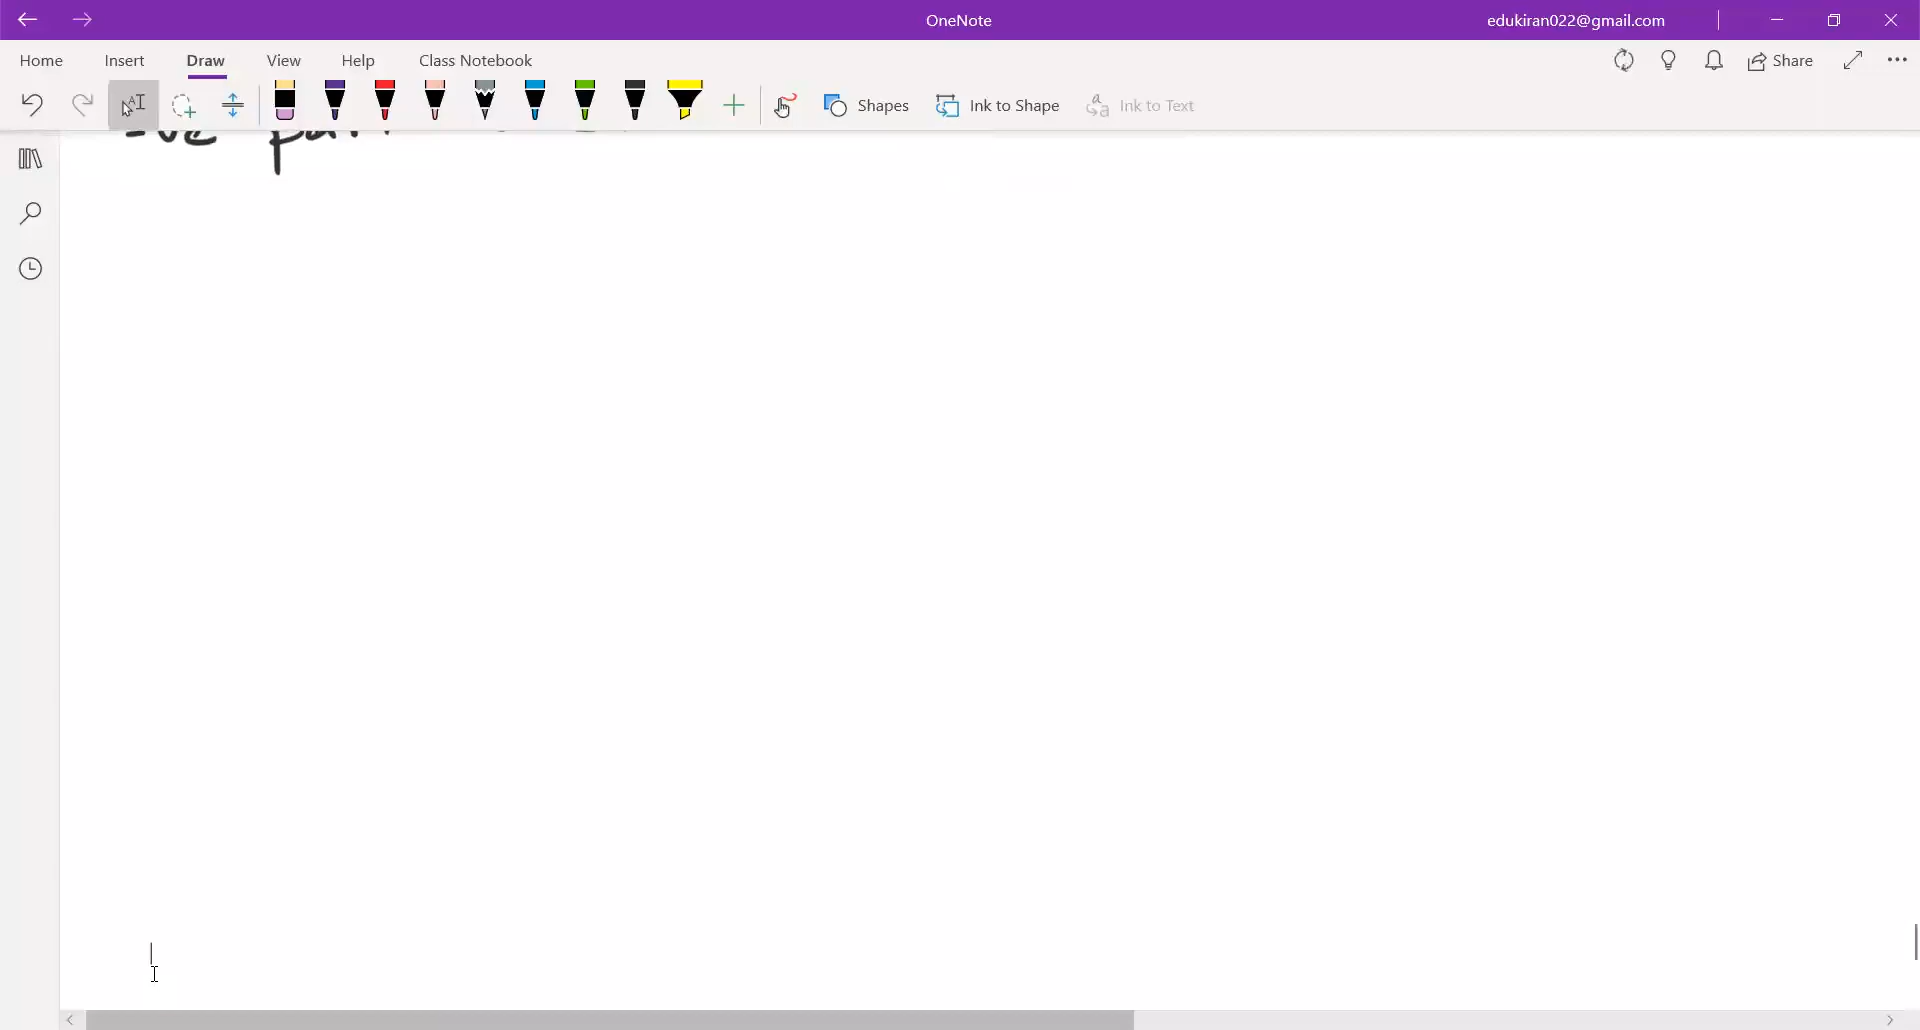 OneNote
edukiran022@gmail.com
Home Insert Draw View Help Class Notebook
Share
Shapes Ink to Shape Ink to Text